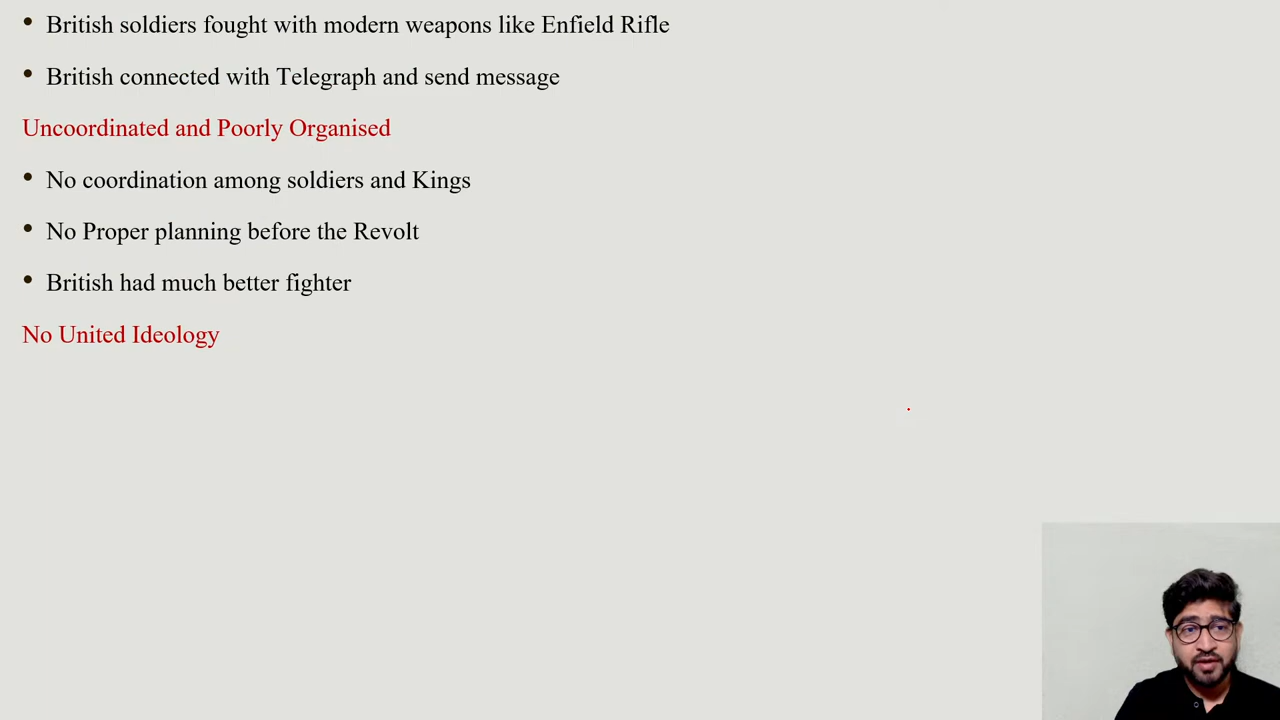 • British soldiers fought with modern weapons like Enfield Rifle
• British connected with Telegraph and send message
Uncoordinated and Poorly Organised
• No coordination among soldiers and Kings
• No Proper planning before the Revolt
• British had much better fighter
No United Ideology